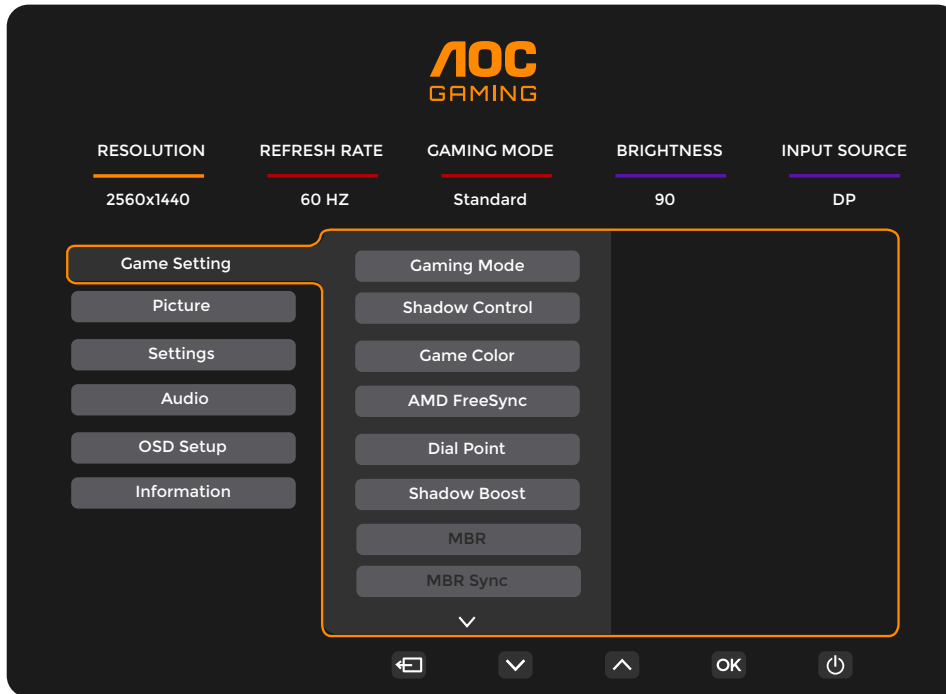 AOC
GAMING
RESOLUTION REFRESH RATE GAMING MODE BRIGHTNESS INPUT SOURCE
2560x1440 60 HZ Standard 90 DP
Game Setting
Picture
Settings
Audio
OSD Setup
Information
Gaming Mode
Shadow Control
Game Color
AMD FreeSync
Dial Point
Shadow Boost
MBR
MBR Sync
OK